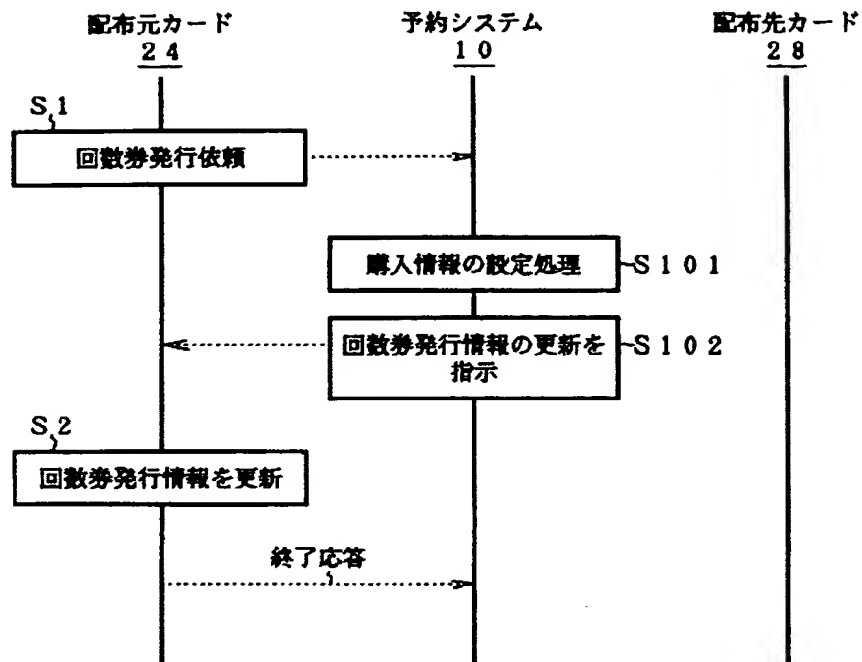 配布元カード
２４
予約システム
１０
配布先カード
２８
Ｓ１
回数券発行依頼
購入情報の設定処理
Ｓ１０１
回数券発行情報の更新を
指示
Ｓ１０２
Ｓ２
回数券発行情報を更新
終了応答